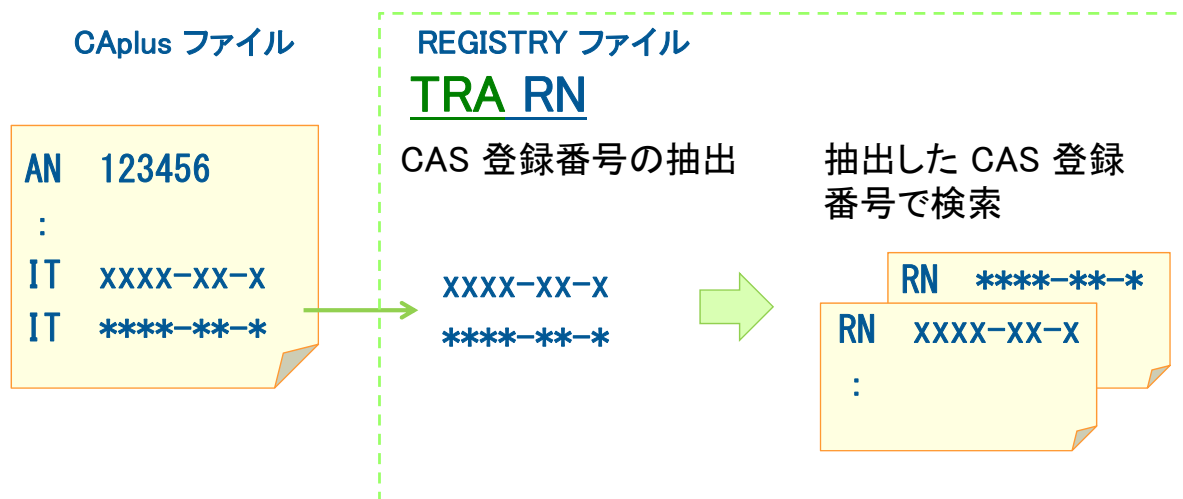 CAplus ファイル
REGISTRY ファイル
TRA RN
AN 123456
:
IT xxxx-xx-x
IT ****-**-*
CAS 登録番号の抽出
xxxx-xx-x
****-**-*
抽出した CAS 登録
番号で検索
RN ****-**-*
RN xxxx-xx-x
: